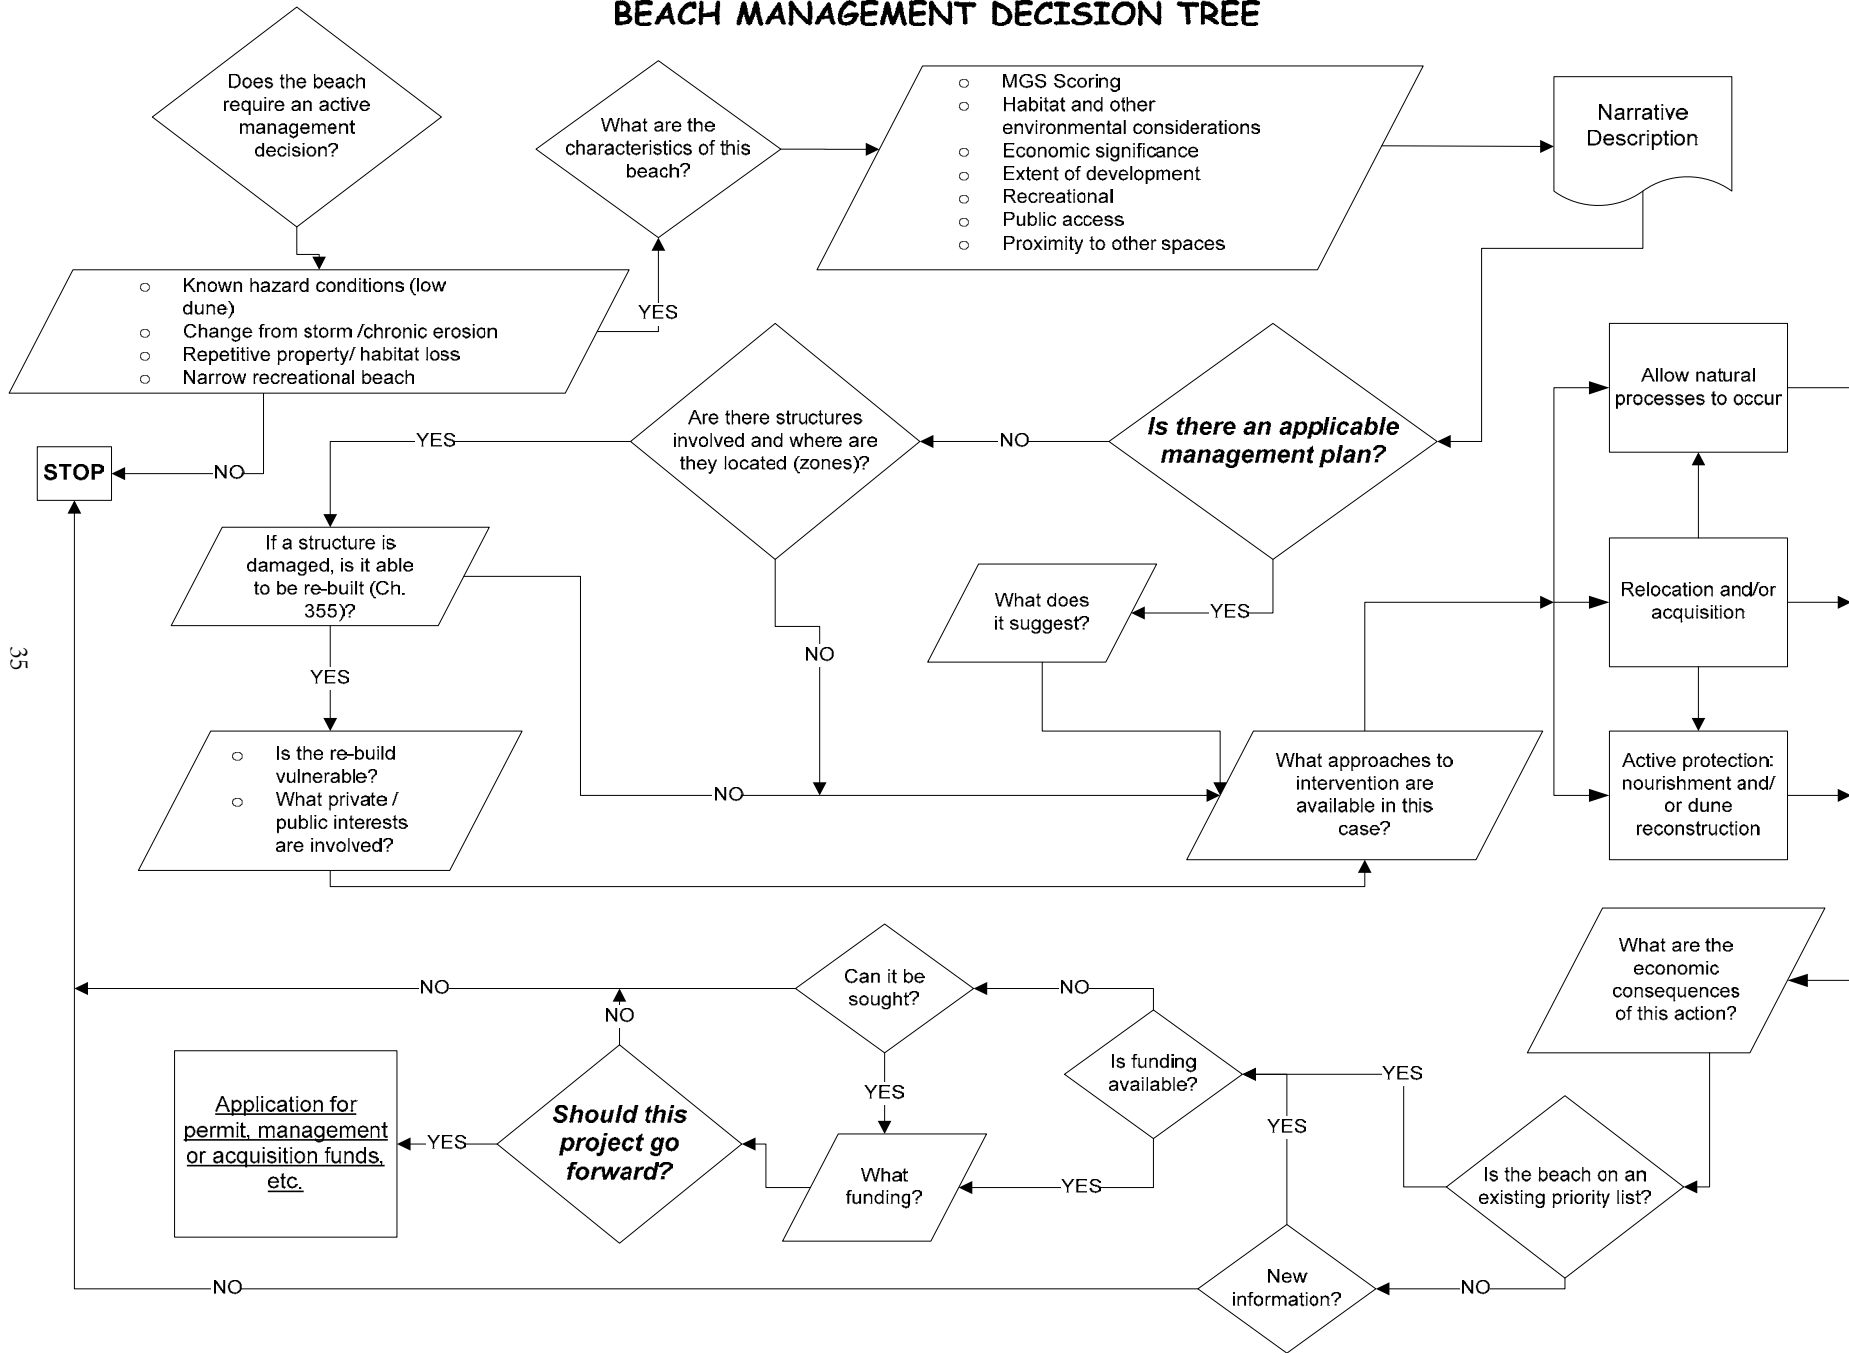 BEACH MANAGEMENT DECISION TREE
Does the beach
require an active
management
decision?
What are the
characteristics of this
beach?
MGS Scoring
Habitat and other
environmental considerations
Economic significance
Extent of development
Recreational
Public access
Proximity to other spaces
Narrative
Description
Known hazard conditions (low
dune)
Change from storm /chronic erosion
Repetitive property/ habitat loss
Narrow recreational beach
YES
NO
STOP
Are there structures
involved and where are
they located (zones)?
YES
NO
Is there an applicable
management plan?
NO
YES
What does
it suggest?
If a structure is
damaged, is it able
to be re-built (Ch.
355)?
YES
NO
Is the re-build
vulnerable?
What private /
public interests
are involved?
What approaches to
intervention are
available in this
case?
Allow natural
processes to occur
Relocation and/or
acquisition
Active protection:
nourishment and/
or dune
reconstruction
35
What are the
economic
consequences
of this action?
Is the beach on an
existing priority list?
YES
NO
New
information?
YES
NO
Is funding
available?
NO
YES
Can it be
sought?
NO
YES
What
funding?
Should this
project go
forward?
NO
YES
Application for
permit, management
or acquisition funds,
etc.